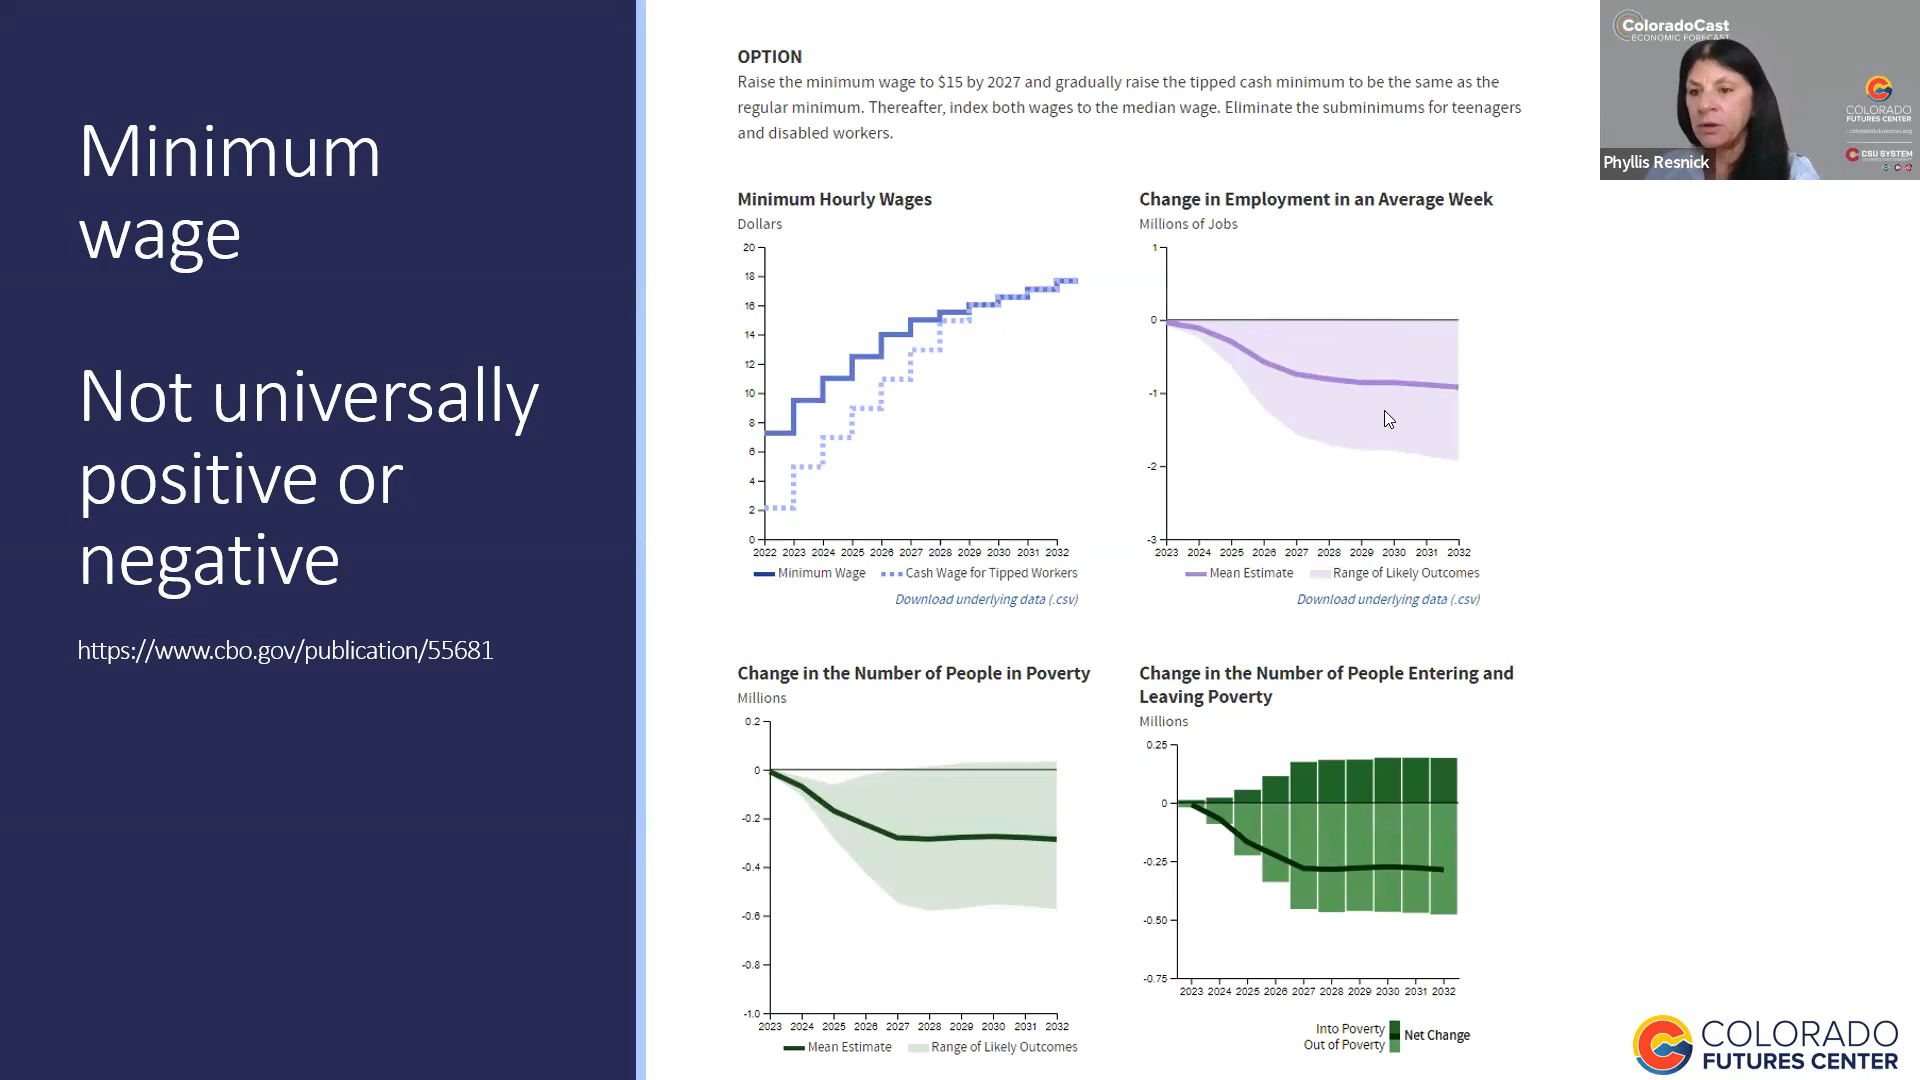 Minimum
wage
Not universally
positive or
negative
https://www.cbo.gov/publication/55681
OPTION
Raise the minimum wage to $15 by 2027 and gradually raise the tipped cash minimum to be the same as the
regular minimum. Thereafter, index both wages to the median wage. Eliminate the subminimums for teenagers
and disabled workers.
Minimum Hourly Wages
Dollars
20
18
16
14
12
10
8
6
4
2
0
2022 2023 2024 2025 2026 2027 2028 2029 2030 2031 2032
Minimum Wage Cash Wage for Tipped Workers
Download underlying data (.csv)
Change in Employment in an Average Week
Millions of Jobs
1
0
-1
-2
-3
2023 2024 2025 2026 2027 2028 2029 2030 2031 2032
Mean Estimate Range of Likely Outcomes
Download underlying data (.csv)
Change in the Number of People in Poverty
Millions
0.2
0
-0.2
-0.4
-0.6
-0.8
-1.0
2023 2024 2025 2026 2027 2028 2029 2030 2031 2032
Mean Estimate Range of Likely Outcomes
Change in the Number of People Entering and
Leaving Poverty
Millions
0.25
0
-0.25
-0.50
-0.75
2023 2024 2025 2026 2027 2028 2029 2030 2031 2032
Into Poverty
Out of Poverty
Net Change
ColoradoCast
ECONOMIC FORECAST
COLORADO
FUTURES CENTER
coloradofuturescsu.org
CSU SYSTEM
Phyllis Resnick
COLORADO
FUTURES CENTER